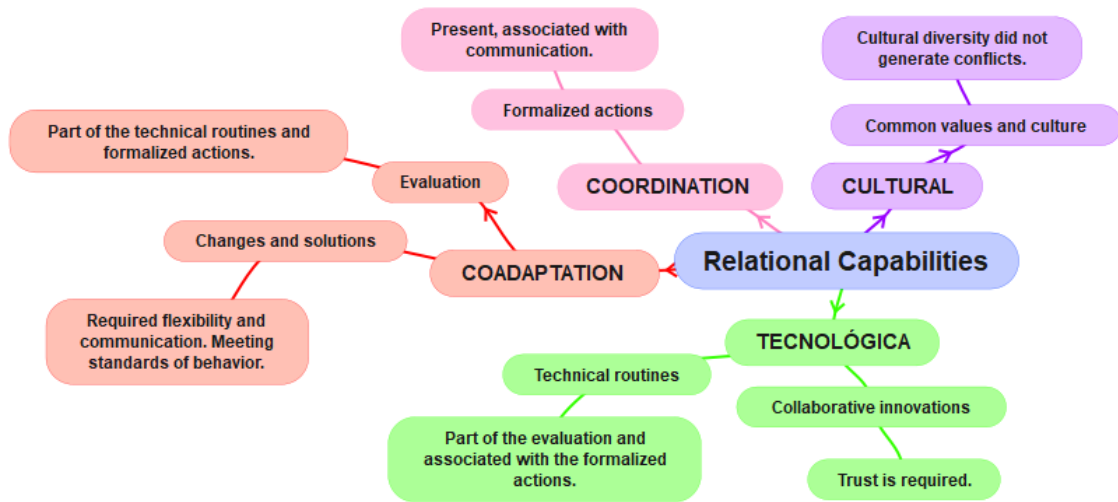 Present, associated with
communication.
Formalized actions
COORDINATION
Cultural diversity did not
generate conflicts.
Common values and culture
CULTURAL
Part of the technical routines and
formalized actions.
Evaluation
Changes and solutions
COADAPTATION
Required flexibility and
communication. Meeting
standards of behavior.
Relational Capabilities
TECNOLÓGICA
Technical routines
Part of the evaluation and
associated with the formalized
actions.
Collaborative innovations
Trust is required.